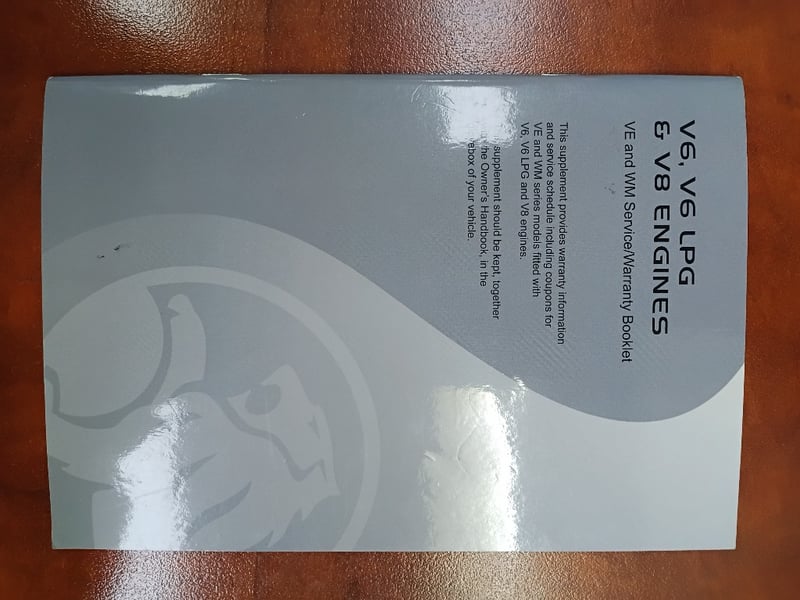 V6, V6 LPG
& V8 ENGINES
VE and WM Service/Warranty Booklet
This supplement provides warranty information
and service schedule including coupons for
VE and WM series models fitted with
V6, V6 LPG and V8 engines.
supplement should be kept, together
the Owner's Handbook, in the
of your vehicle.